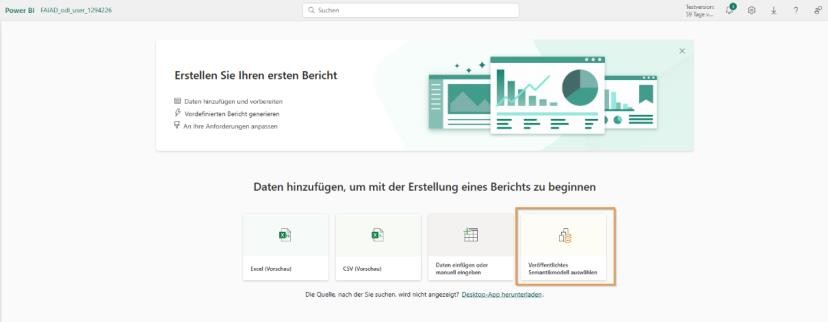 Power BI FAIAD_odl_user_1294226
Suchen
Testversion:
59 Tage v...
Erstellen Sie Ihren ersten Bericht
Daten hinzufügen und vorbereiten
Vordefinierten Bericht generieren
An Ihre Anforderungen anpassen
Daten hinzufügen, um mit der Erstellung eines Berichts zu beginnen
Excel (Vorschau)
CSV (Vorschau)
Daten einfügen oder
manuell eingeben
Veröffentlichtes
Semantikmodell auswählen
Die Quelle, nach der Sie suchen, wird nicht angezeigt? Desktop-App herunterladen.